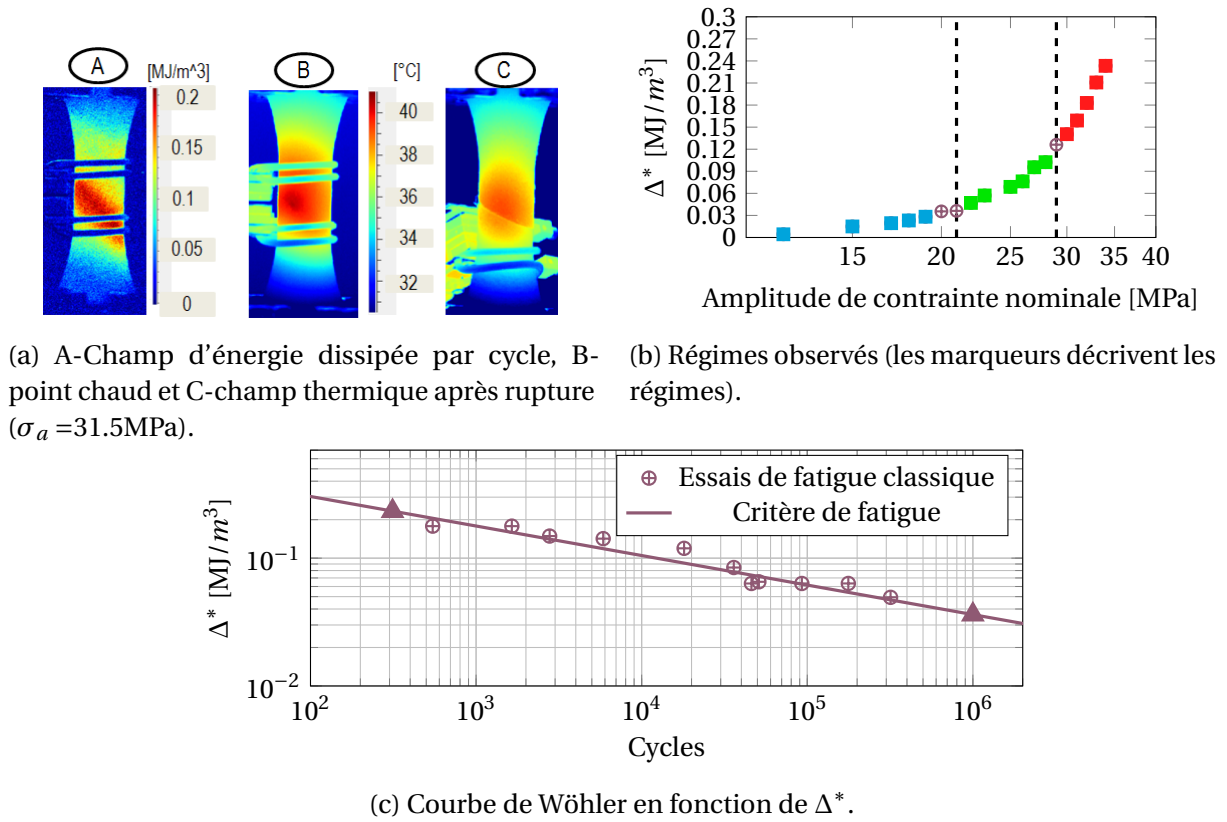 A
[MJ/m^3]
0.2
0.15
0.1
0.05
0
B
[°C]
40
38
36
34
32
C
(a) A-Champ d'énergie dissipée par cycle, B-
point chaud et C-champ thermique après rupture
(σa =31.5MPa).
Δ* [MJ/m³]
0.3
0.27
0.24
0.21
0.18
0.15
0.12
0.09
0.06
0.03
0
15
20
25
30
35
40
Amplitude de contrainte nominale [MPa]
(b) Régimes observés (les marqueurs décrivent les
régimes).
Δ* [MJ/m³]
10⁻¹
10⁻²
10²
10³
10⁴
10⁵
10⁶
Cycles
Essais de fatigue classique
Critère de fatigue
(c) Courbe de Wöhler en fonction de Δ*.